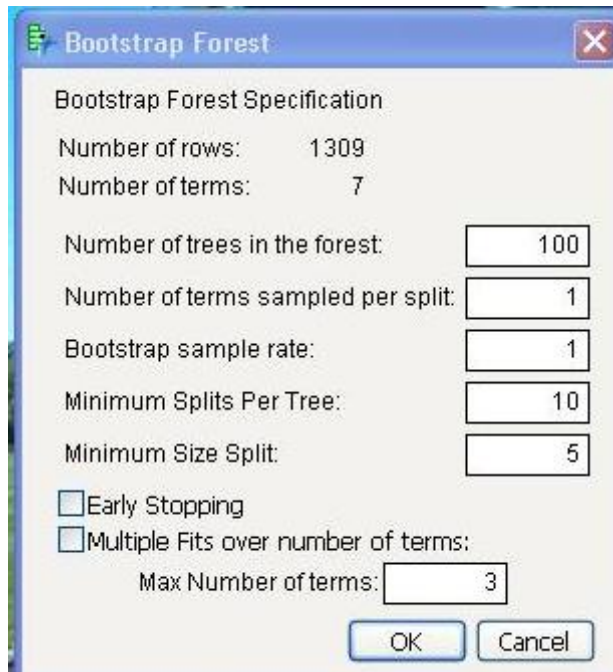 Bootstrap Forest
Bootstrap Forest Specification
Number of rows: 1309
Number of terms: 7
Number of trees in the forest: 100
Number of terms sampled per split: 1
Bootstrap sample rate: 1
Minimum Splits Per Tree: 10
Minimum Size Split: 5
Early Stopping
Multiple Fits over number of terms:
Max Number of terms: 3
OK Cancel